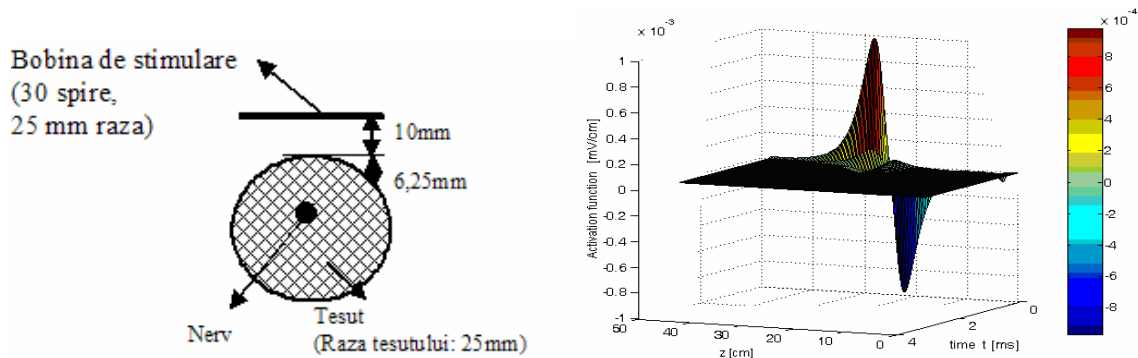 Bobina de stimulare
(30 spire,
25 mm raza)
10mm
6,25mm
Nerv
Tesut
(Raza tesutului: 25mm)
× 10⁻³
1
0.8
0.6
0.4
0.2
0
-0.2
-0.4
-0.6
-0.8
-1
Activation function [mV/cm]
50
40
30
20
10
0
z [cm]
4
2
0
time t [ms]
× 10⁻⁴
8
6
4
2
0
-2
-4
-6
-8